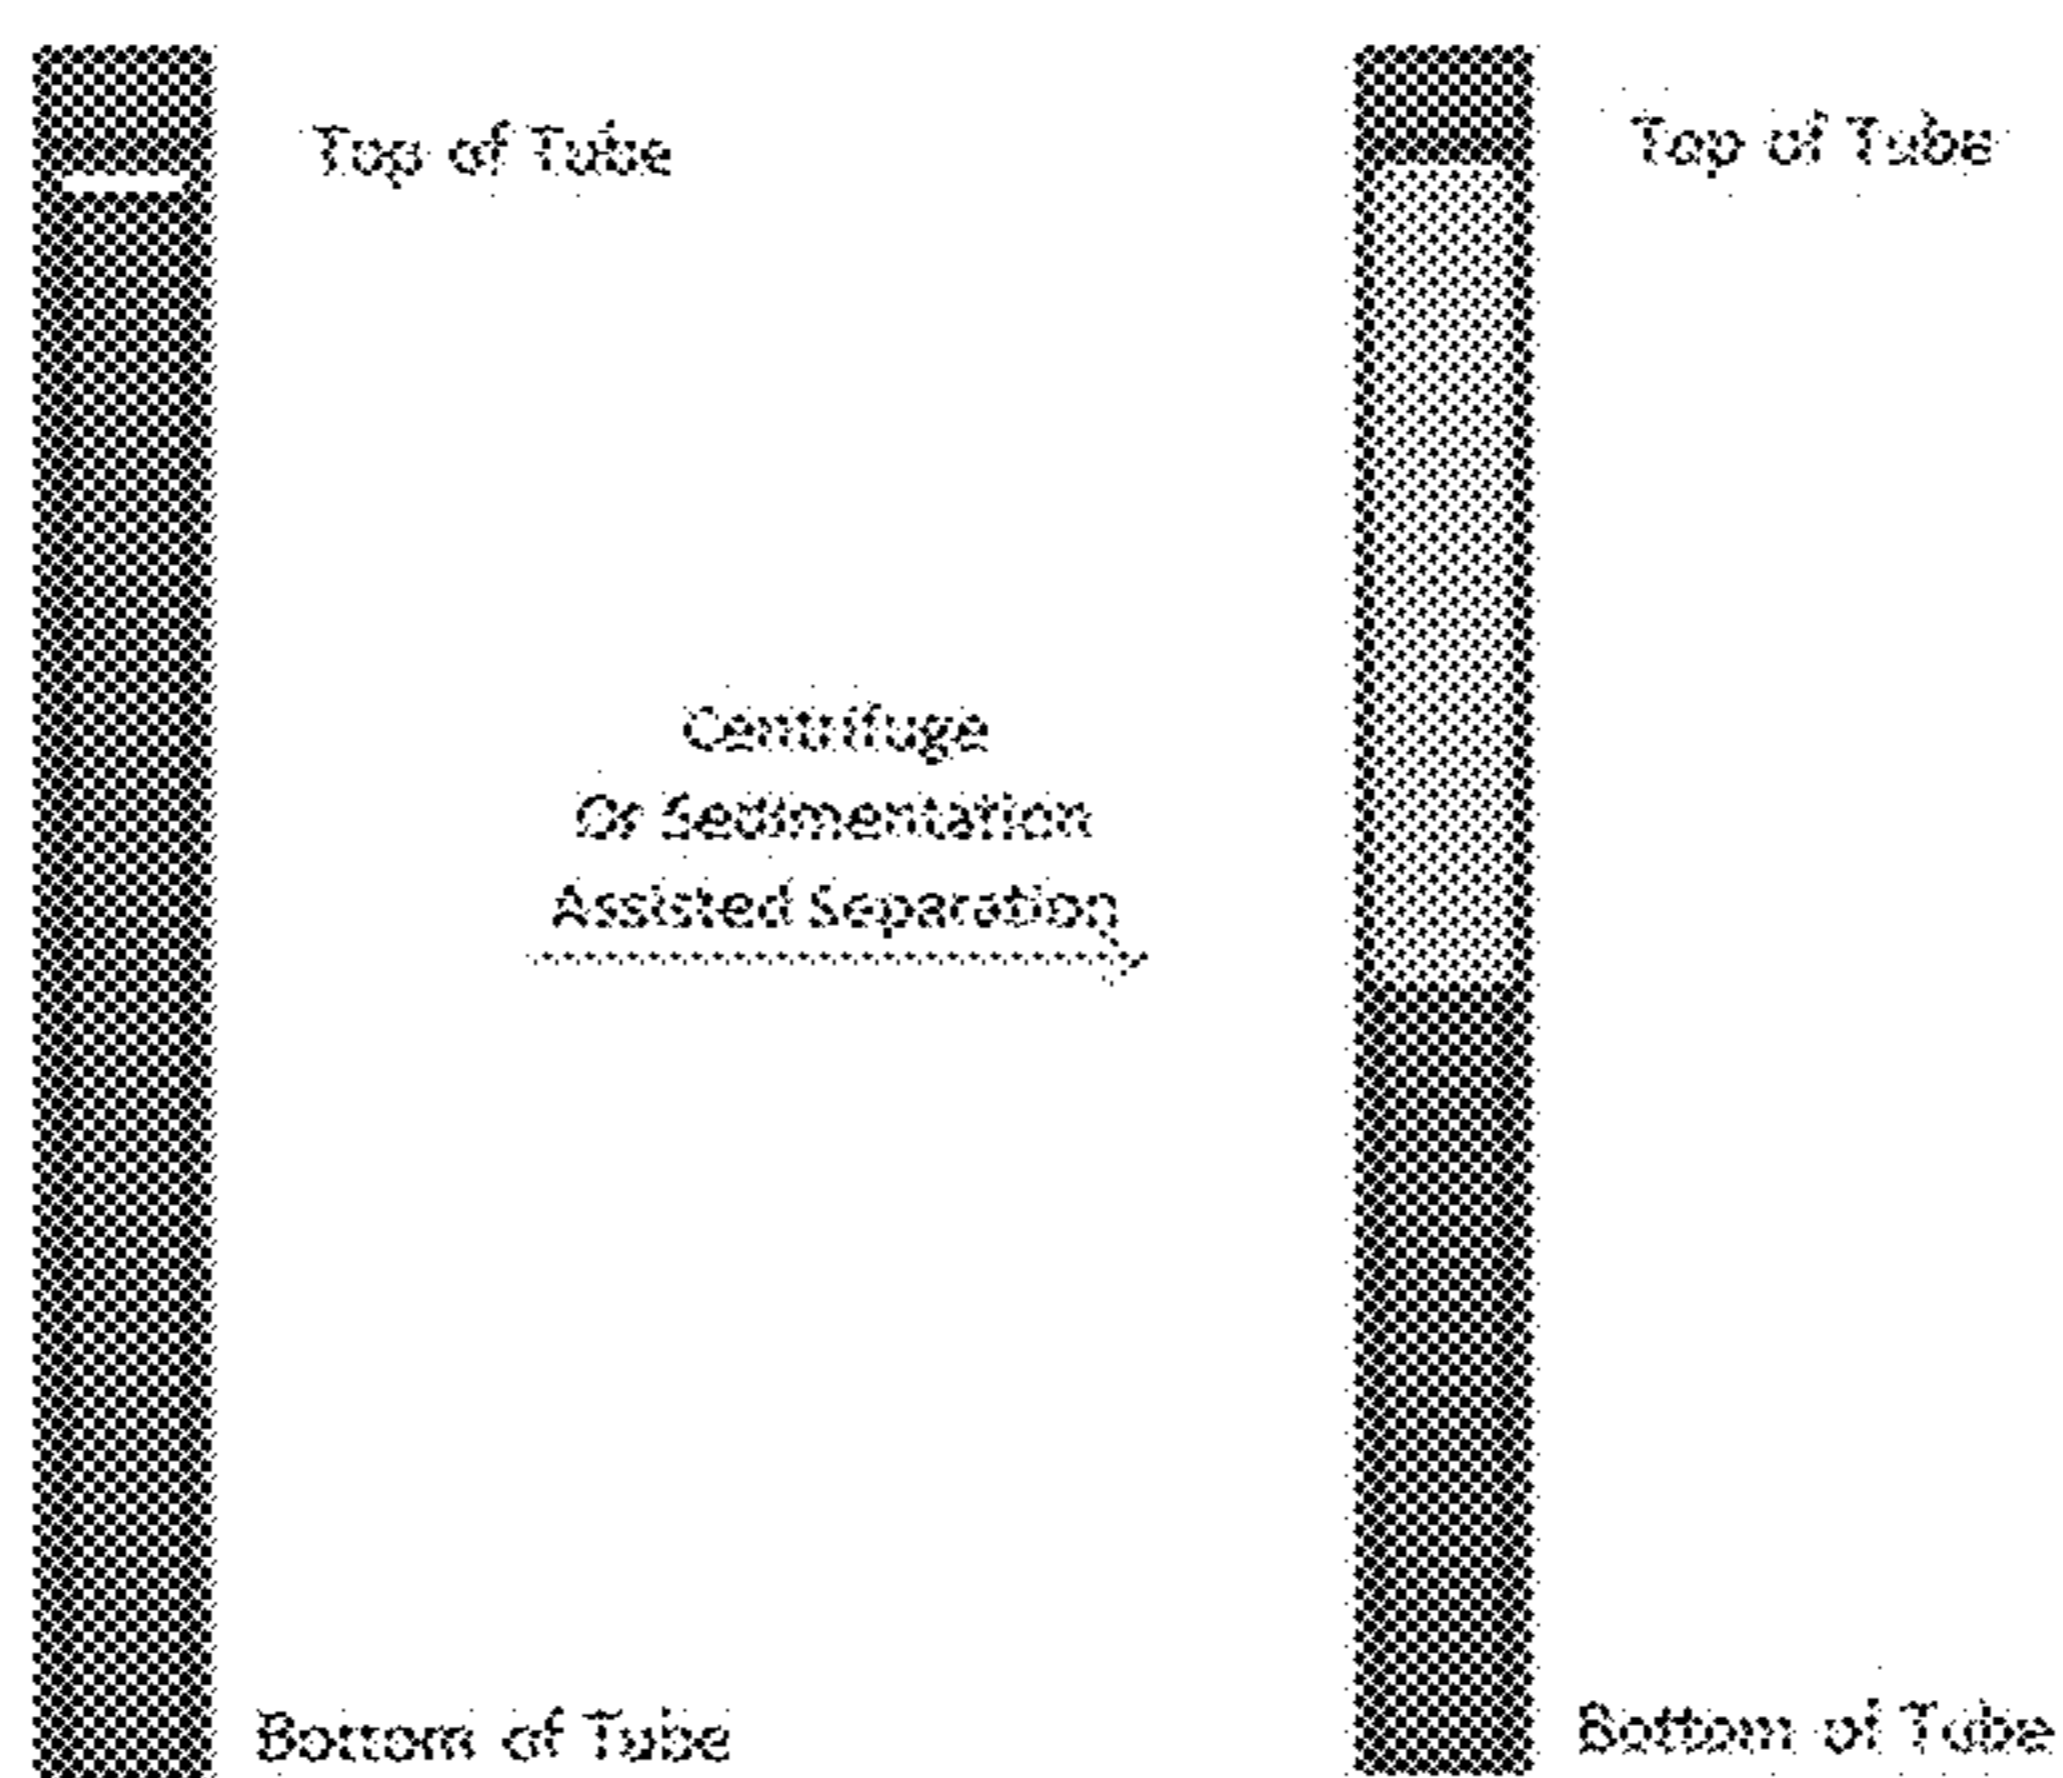 Top of Tube
Top of Tube
Centrifuge
Or Sedimentation
Assisted Separation
Bottom of Tube
Bottom of Tube